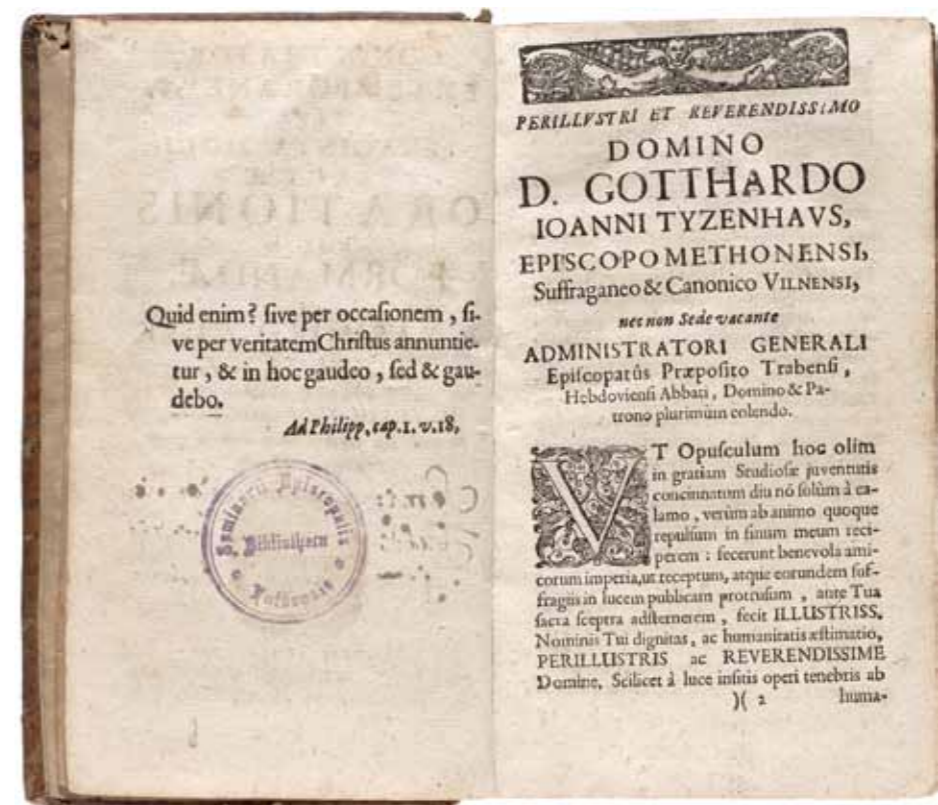 Quid enim? ſive per occaſionem, ſi-
ve per veritatem Chriſtus annuntie-
tur, & in hoc gaudeo, ſed & gau-
debo.
Ad Philipp. cap. 1. v. 18,
Seminarii Episcopalis
Bibliotheca
PERILLVSTRI ET REVERENDISSIMO
DOMINO
D. GOTTHARDO
IOANNI TYZENHAVS,
EPISCOPO METHONENSI,
Suffraganeo & Canonico VILNENSI,
nec non Sede vacante
ADMINISTRATORI GENERALI
Epiſcopatûs Præpoſito Trabenſi,
Hebdovienſi Abbati, Domino & Pa-
trono plurimùm colendo.
VT Opuſculum hoc olim
in gratiam Studioſæ juventutis
concinnatum diu nõ ſolùm à ca-
lamo, verùm ab animo quoque
repulſum in ſinum meum reci-
perem: fecerunt benevola ami-
corum imperia, ut receptum, atque eorundem ſuf-
fragiis in lucem publicam protruſum, ante Tua
ſacra ſceptra adſternerem, fecit ILLUSTRISS.
Nominis Tui dignitas, ac humanitatis æſtimatio,
PERILLUSTRIS ac REVERENDISSIME
Domine. Scilicet à luce inſitis operi tenebris ab
)( 2 huma-